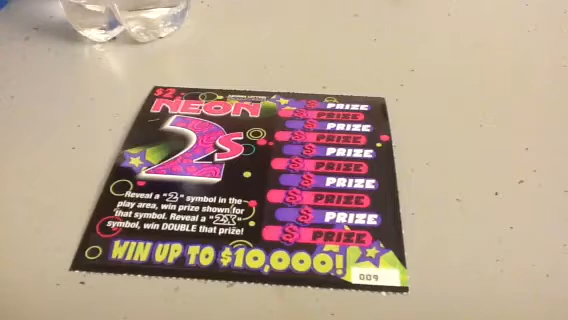 $2
NEON
2s
Reveal a "2" symbol in the
play area, win prize shown for
that symbol. Reveal a "2X"
symbol, win DOUBLE that prize!
WIN UP TO $10,000!
$ PRIZE
$ PRIZE
$ PRIZE
$ PRIZE
$ PRIZE
$ PRIZE
$ PRIZE
$ PRIZE
$ PRIZE
$ PRIZE
009